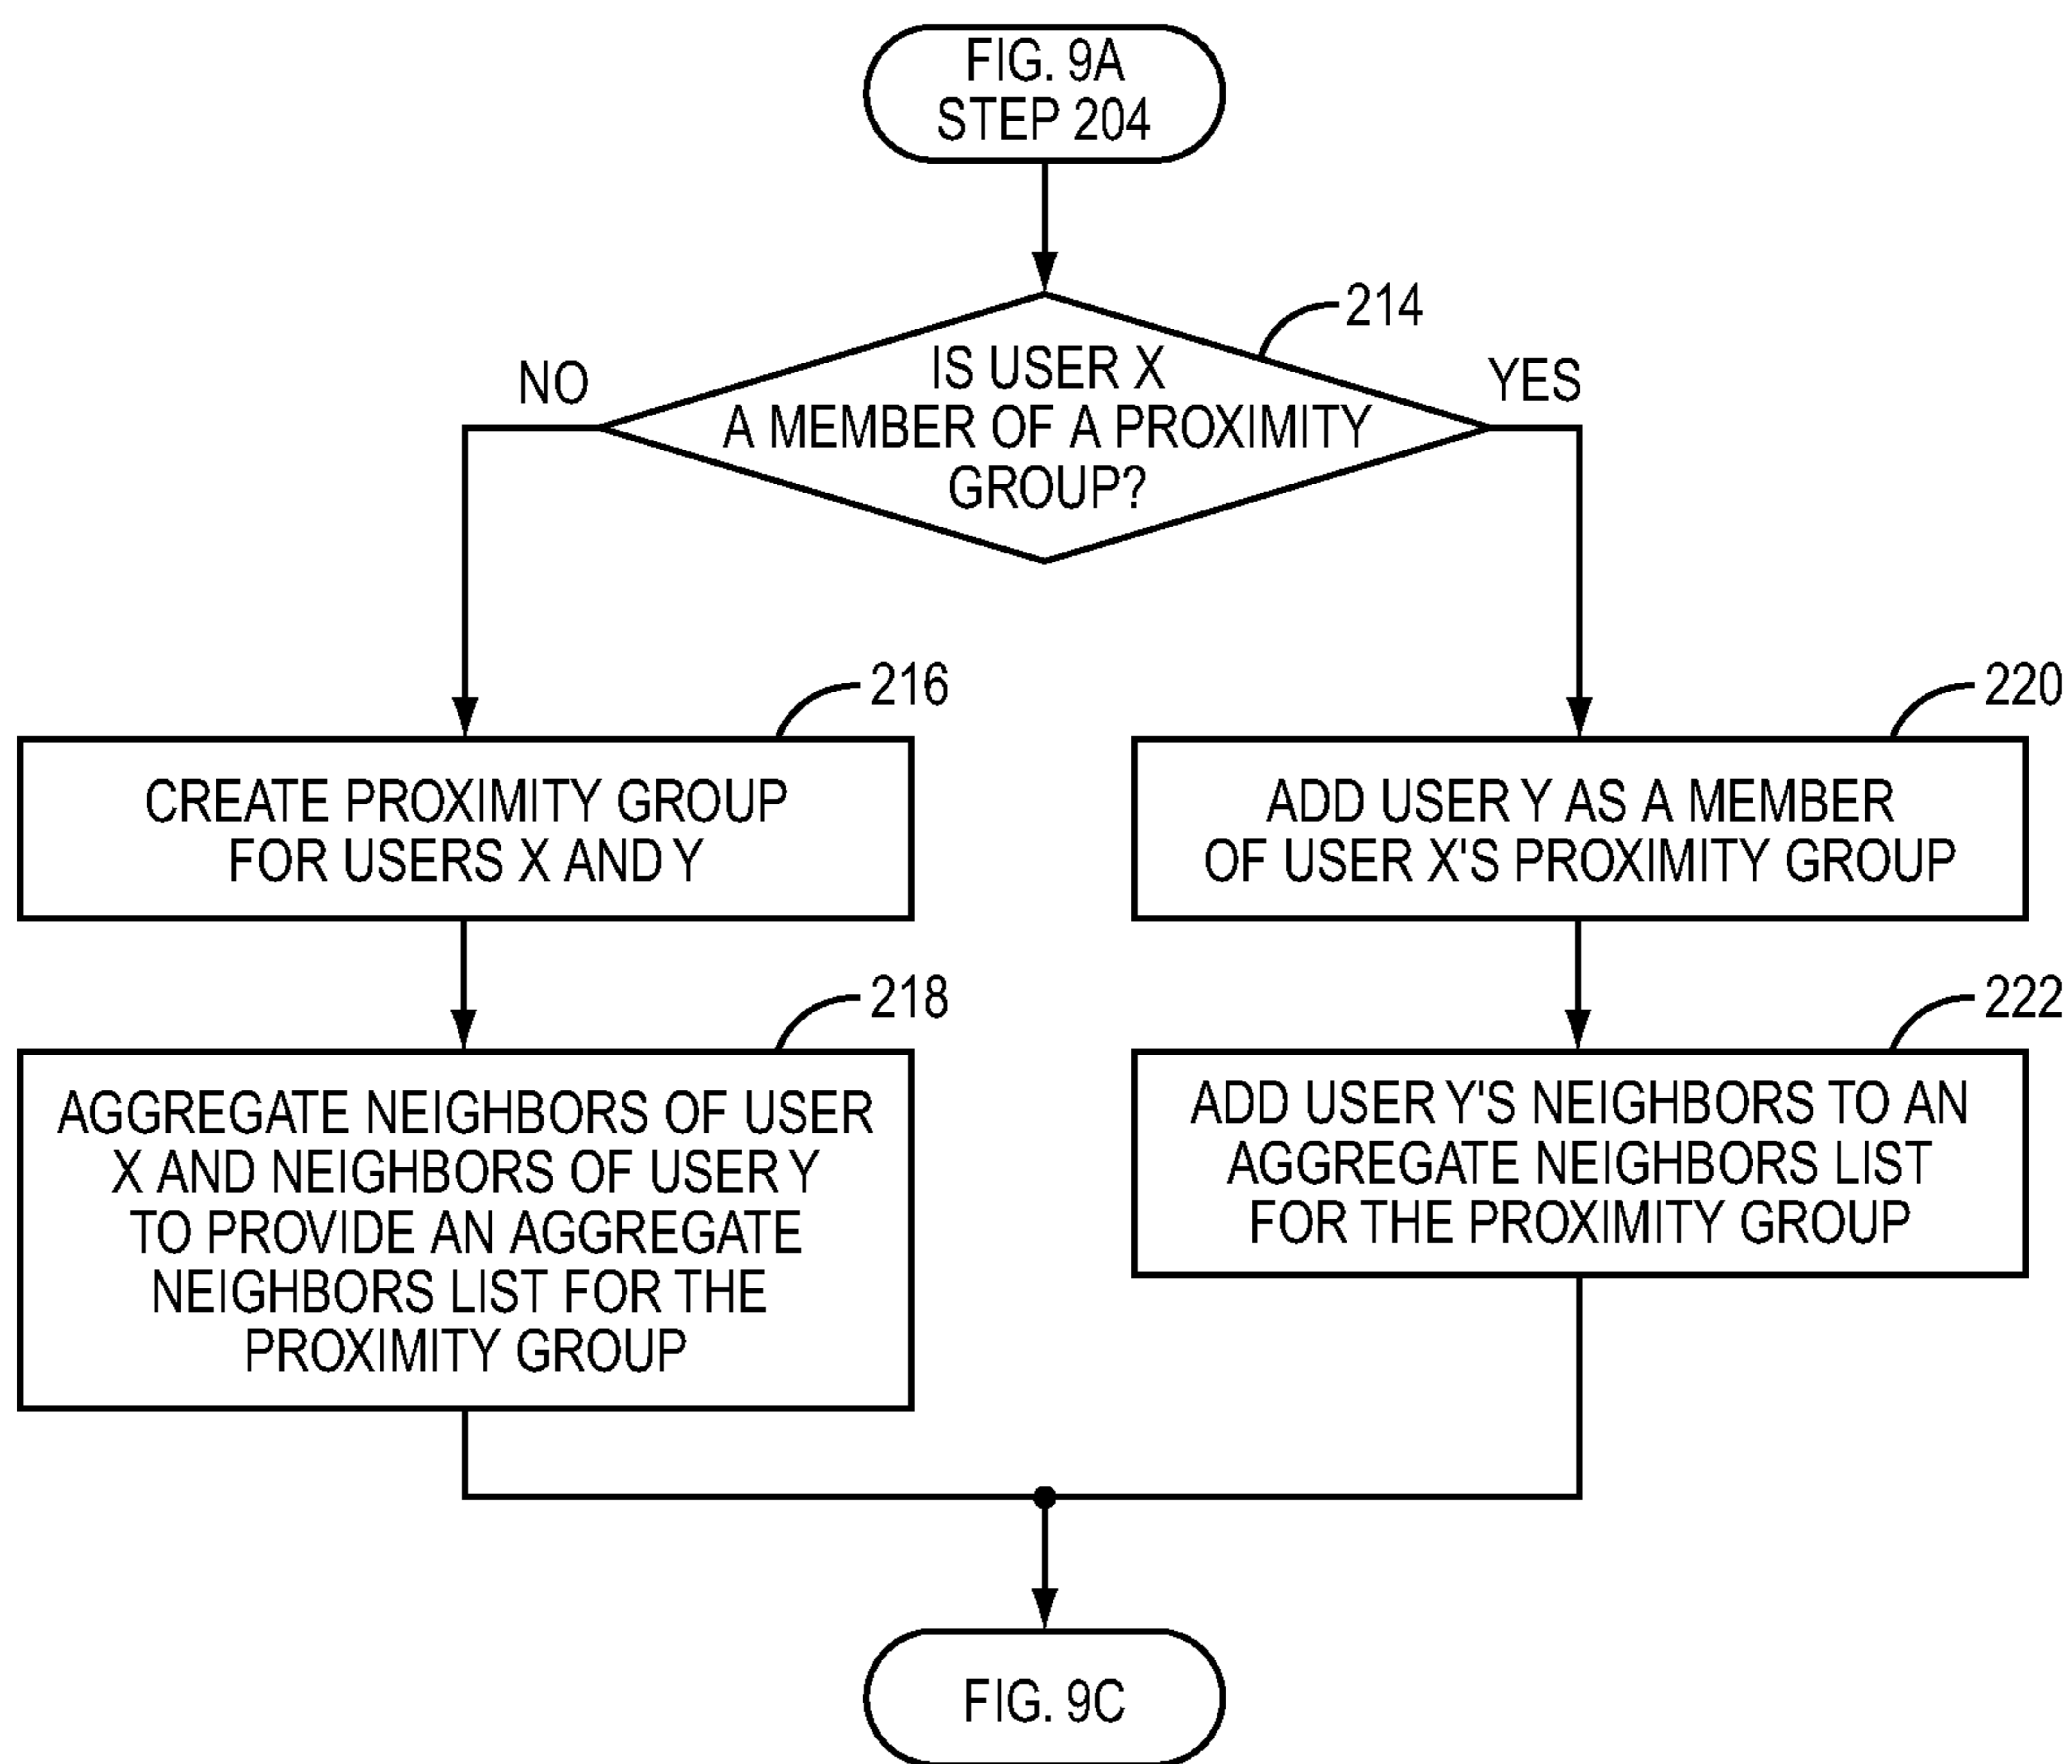 FIG. 9A
STEP 204
214
IS USER X
A MEMBER OF A PROXIMITY
GROUP?
NO
YES
216
CREATE PROXIMITY GROUP
FOR USERS X AND Y
220
ADD USER Y AS A MEMBER
OF USER X'S PROXIMITY GROUP
218
AGGREGATE NEIGHBORS OF USER
X AND NEIGHBORS OF USER Y
TO PROVIDE AN AGGREGATE
NEIGHBORS LIST FOR THE
PROXIMITY GROUP
222
ADD USER Y'S NEIGHBORS TO AN
AGGREGATE NEIGHBORS LIST
FOR THE PROXIMITY GROUP
FIG. 9C